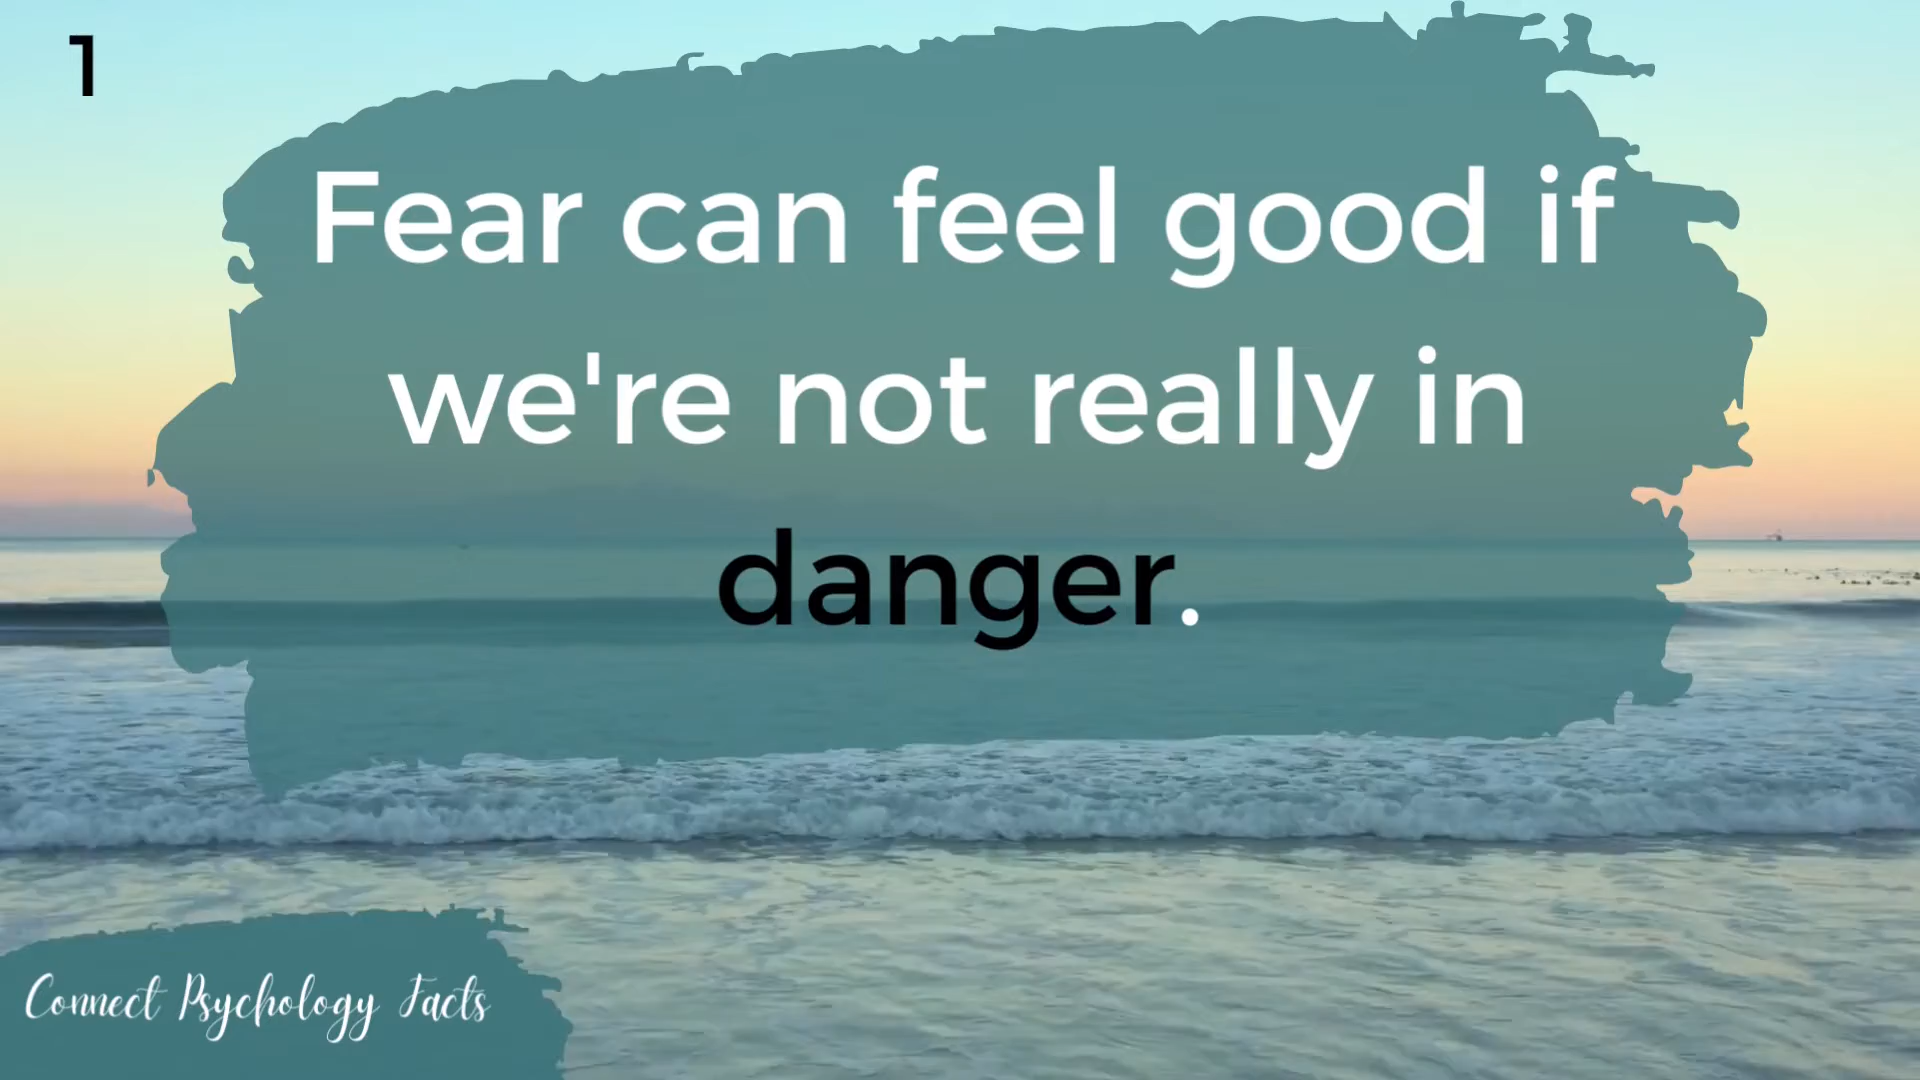 1
Fear can feel good if
we're not really in
danger.
Connect Psychology Facts